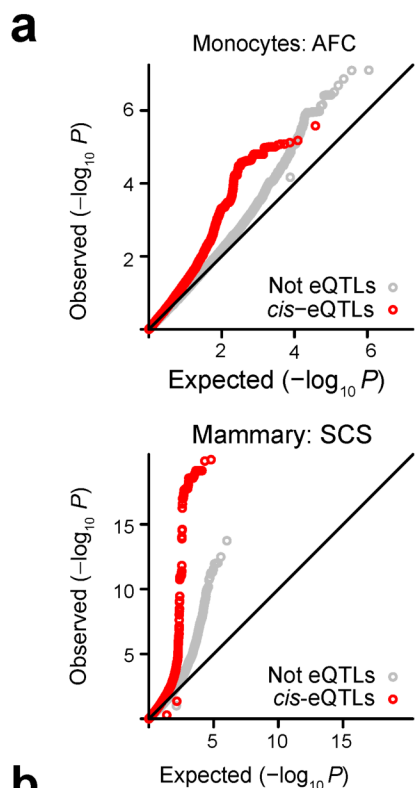 a
Monocytes: AFC
Observed (−log₁₀ P)
6
4
2
Not eQTLs
cis−eQTLs
2 4 6
Expected (−log₁₀ P)
Mammary: SCS
Observed (−log₁₀ P)
15
10
5
Not eQTLs
cis-eQTLs
5 10 15
Expected (−log₁₀ P)
b